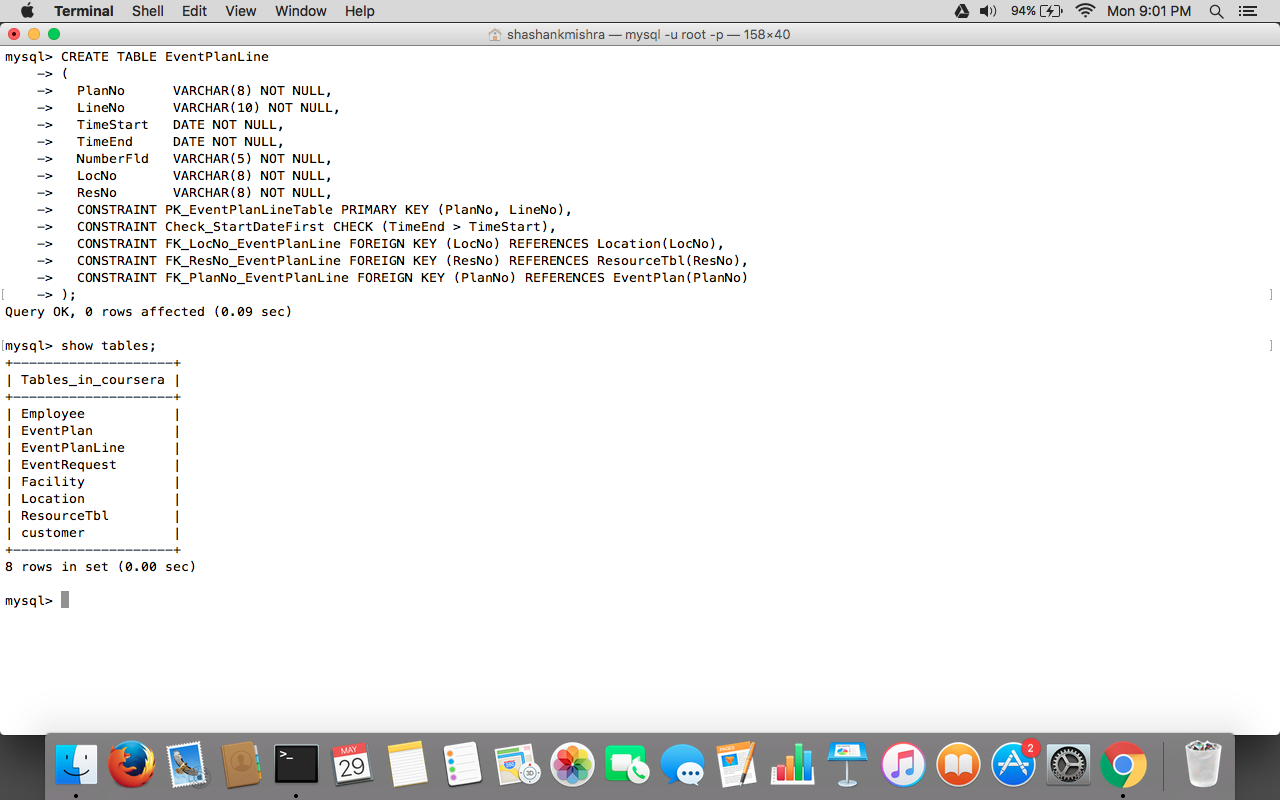 Terminal Shell Edit View Window Help 94% Mon 9:01 PM
shashankmishra — mysql -u root -p — 158×40
mysql> CREATE TABLE EventPlanLine
    -> (
    ->   PlanNo      VARCHAR(8) NOT NULL,
    ->   LineNo      VARCHAR(10) NOT NULL,
    ->   TimeStart   DATE NOT NULL,
    ->   TimeEnd     DATE NOT NULL,
    ->   NumberFld   VARCHAR(5) NOT NULL,
    ->   LocNo       VARCHAR(8) NOT NULL,
    ->   ResNo       VARCHAR(8) NOT NULL,
    ->   CONSTRAINT PK_EventPlanLineTable PRIMARY KEY (PlanNo, LineNo),
    ->   CONSTRAINT Check_StartDateFirst CHECK (TimeEnd > TimeStart),
    ->   CONSTRAINT FK_LocNo_EventPlanLine FOREIGN KEY (LocNo) REFERENCES Location(LocNo),
    ->   CONSTRAINT FK_ResNo_EventPlanLine FOREIGN KEY (ResNo) REFERENCES ResourceTbl(ResNo),
    ->   CONSTRAINT FK_PlanNo_EventPlanLine FOREIGN KEY (PlanNo) REFERENCES EventPlan(PlanNo)
[    -> ); ]
Query OK, 0 rows affected (0.09 sec)
[mysql> show tables; ]
+--------------------+
| Tables_in_coursera |
+--------------------+
| Employee           |
| EventPlan          |
| EventPlanLine      |
| EventRequest       |
| Facility           |
| Location           |
| ResourceTbl        |
| customer           |
+--------------------+
8 rows in set (0.00 sec)
mysql>
>_ MAY PAGES 2
29 280 3D